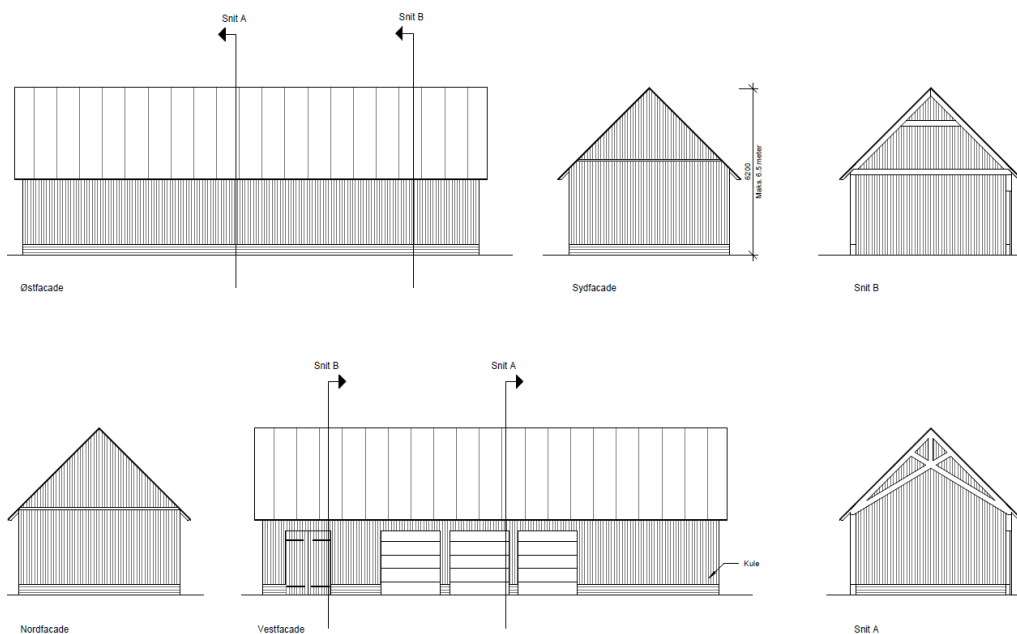 Snit A
Snit B
6200
Maks. 6.5 meter
Østfacade
Sydfacade
Snit B
Snit B
Snit A
Kule
Nordfacade
Vestfacade
Snit A